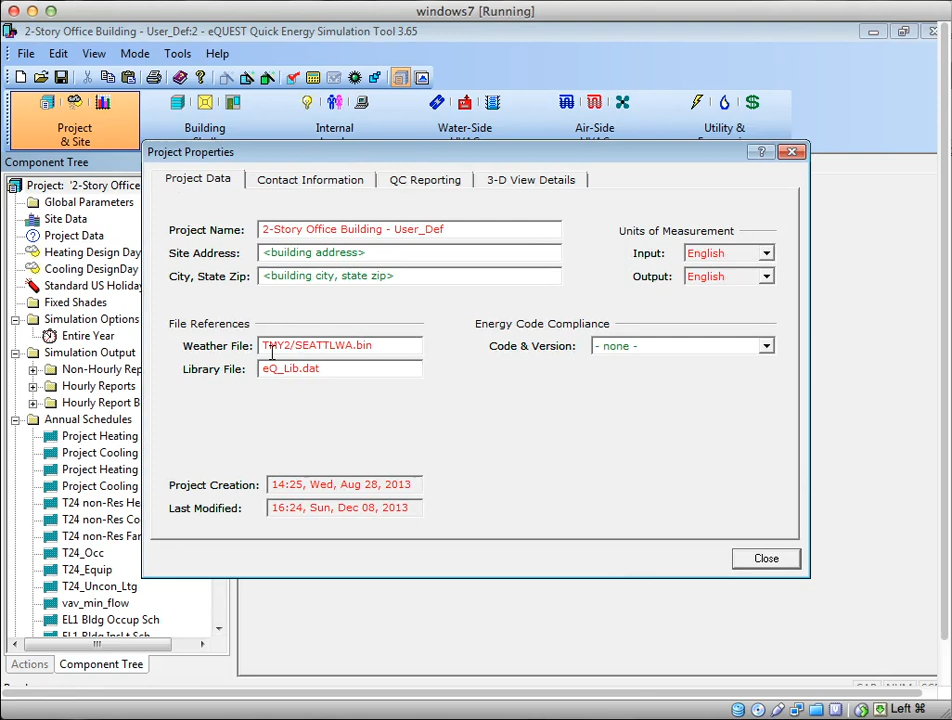 windows7 [Running]
2-Story Office Building - User_Def:2 - eQUEST Quick Energy Simulation Tool 3.65
File Edit View Mode Tools Help
Project & Site
Building
Internal
Water-Side
Air-Side
Utility &
Component Tree
Project: '2-Story Office
Global Parameters
Site Data
Project Data
Heating Design Day
Cooling DesignDay
Standard US Holiday
Fixed Shades
Simulation Options
Entire Year
Simulation Output
Non-Hourly Rep
Hourly Reports
Hourly Report B
Annual Schedules
Project Heating
Project Cooling
Project Heating
Project Cooling
T24 non-Res He
T24 non-Res Co
T24 non-Res Fan
T24_Occ
T24_Equip
T24_Uncon_Ltg
vav_min_flow
EL1 Bldg Occup Sch
Actions Component Tree
Project Properties
Project Data Contact Information QC Reporting 3-D View Details
Project Name: 2-Story Office Building - User_Def
Site Address: <building address>
City, State Zip: <building city, state zip>
Units of Measurement
Input: English
Output: English
File References
Weather File: TMY2/SEATTLWA.bin
Library File: eQ_Lib.dat
Energy Code Compliance
Code & Version: - none -
Project Creation: 14:25, Wed, Aug 28, 2013
Last Modified: 16:24, Sun, Dec 08, 2013
Close
Left ⌘